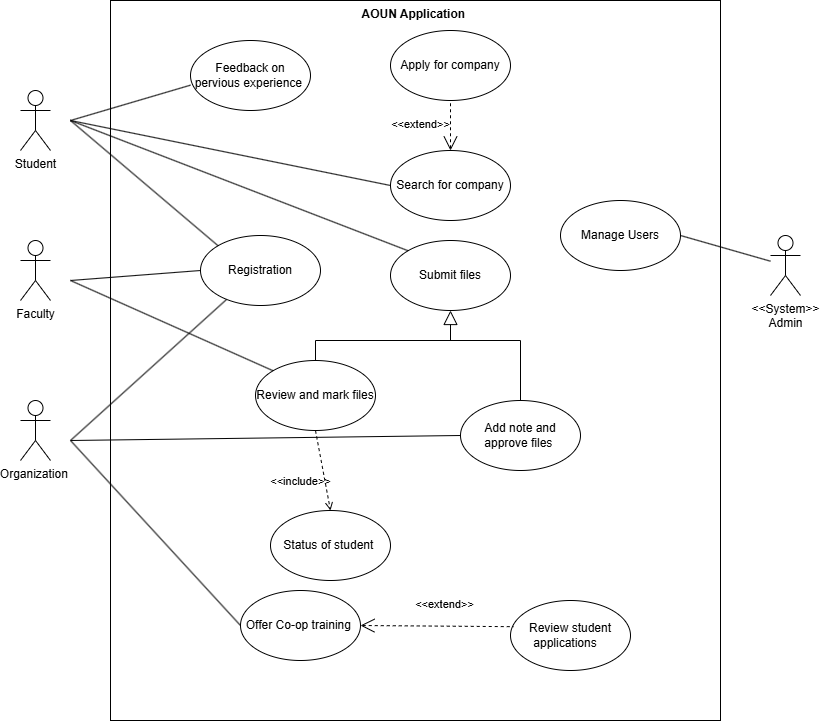 AOUN Application
Feedback on
pervious experience
Apply for company
<<extend>>
Student
Search for company
Manage Users
Registration
Submit files
Faculty
<<System>>
Admin
Review and mark files
Add note and
approve files
Organization
<<include>>
Status of student
<<extend>>
Offer Co-op training
Review student
applications